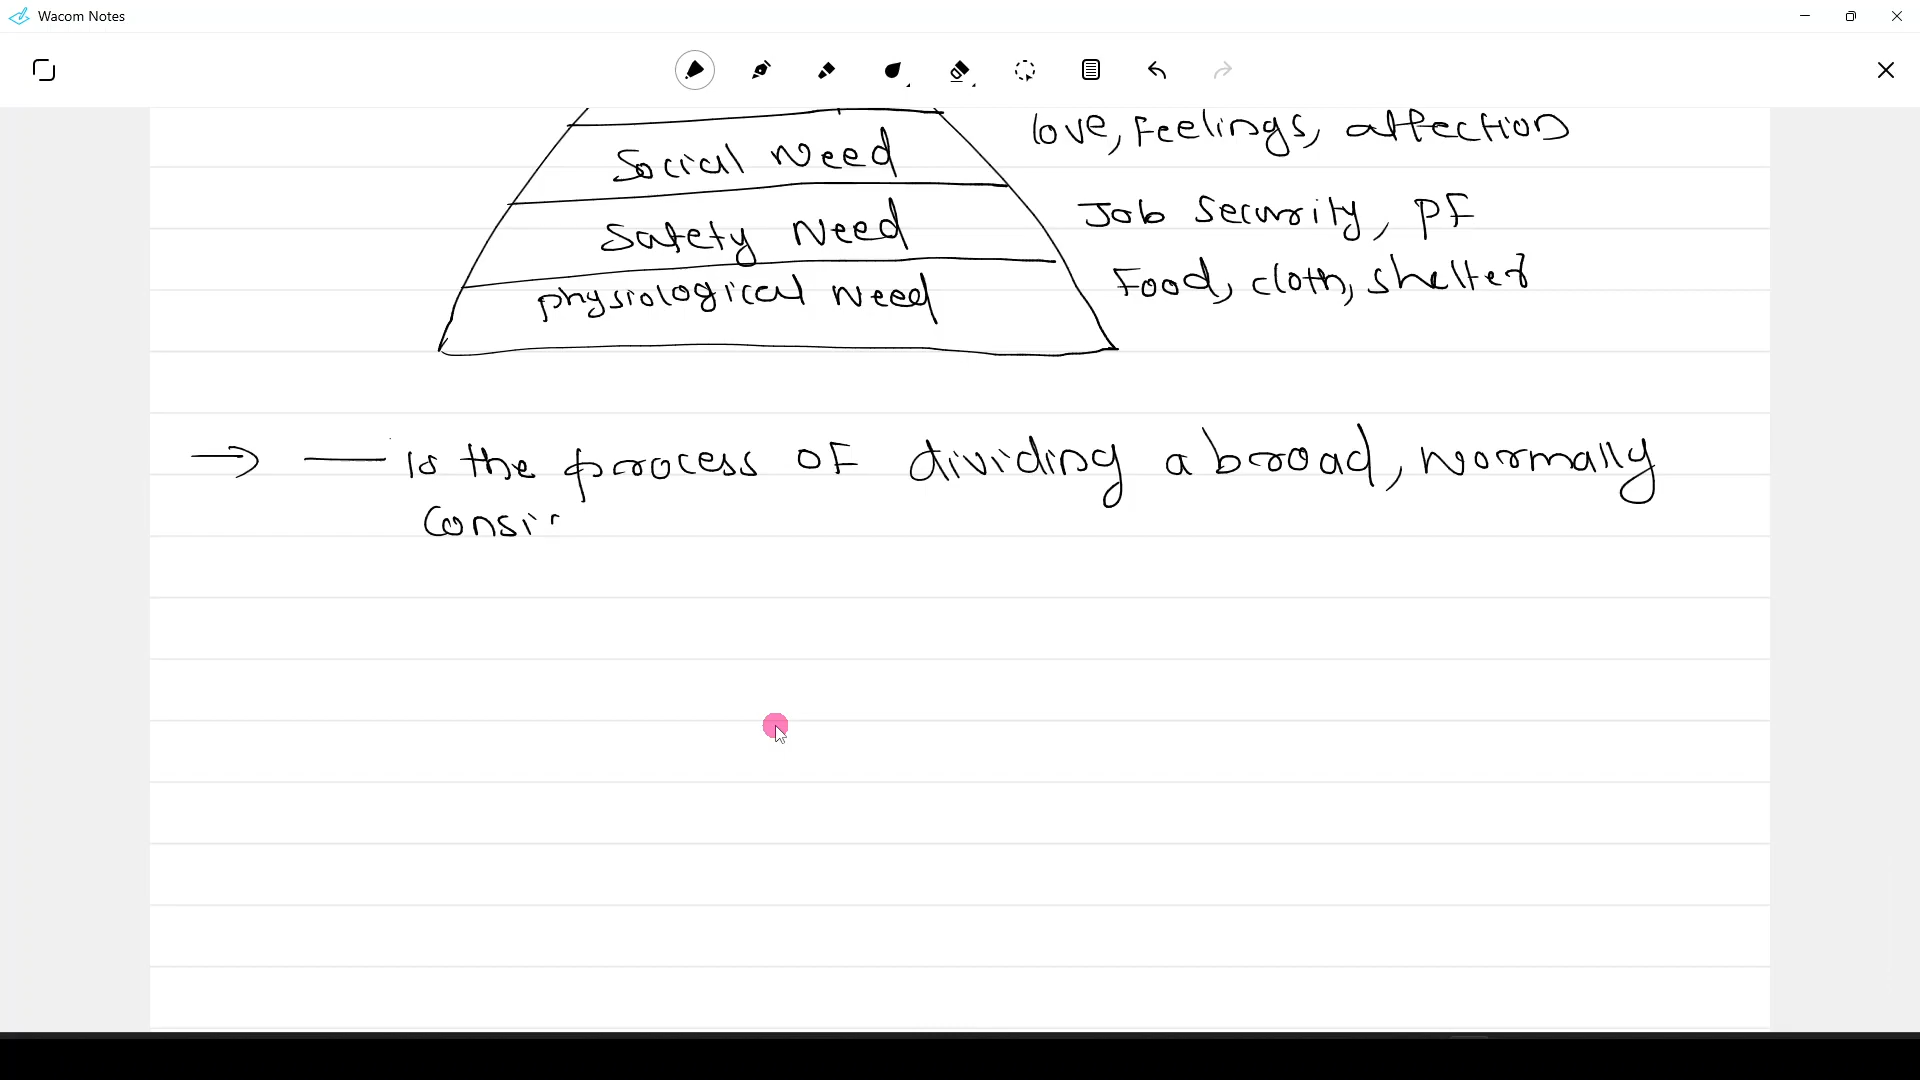 Wacom Notes
love, Feelings, affection
Social Need
Job Security, PF
Safety Need
Food, cloth, shelter
physiological Need
→ — is the process of dividing a broad, normally